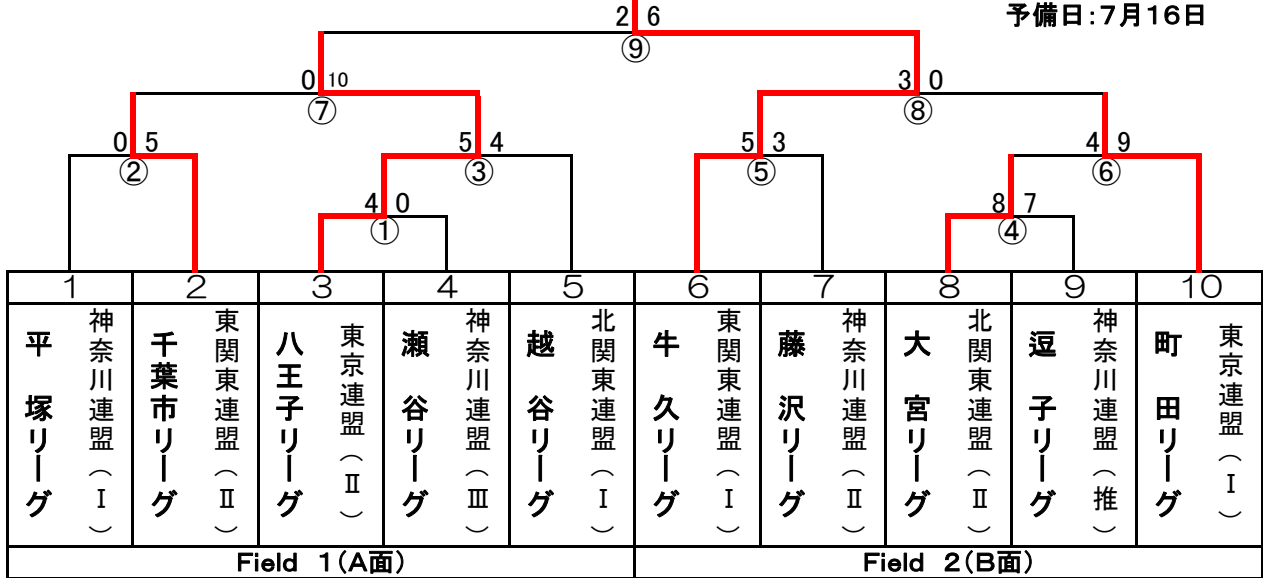 予備日:7月16日
2 6
⑨
0 10
⑦
3 0
⑧
0 5
②
5 4
③
5 3
⑤
4 9
⑥
4 0
①
8 7
④
1 2 3 4 5 6 7 8 9 10
平塚リーグ 神奈川連盟(Ⅰ)
千葉市リーグ 東関東連盟(Ⅱ)
八王子リーグ 東京連盟(Ⅱ)
瀬谷リーグ 神奈川連盟(Ⅲ)
越谷リーグ 北関東連盟(Ⅰ)
牛久リーグ 東関東連盟(Ⅰ)
藤沢リーグ 神奈川連盟(Ⅱ)
大宮リーグ 北関東連盟(Ⅱ)
逗子リーグ 神奈川連盟(推)
町田リーグ 東京連盟(Ⅰ)
Field 1(A面) Field 2(B面)